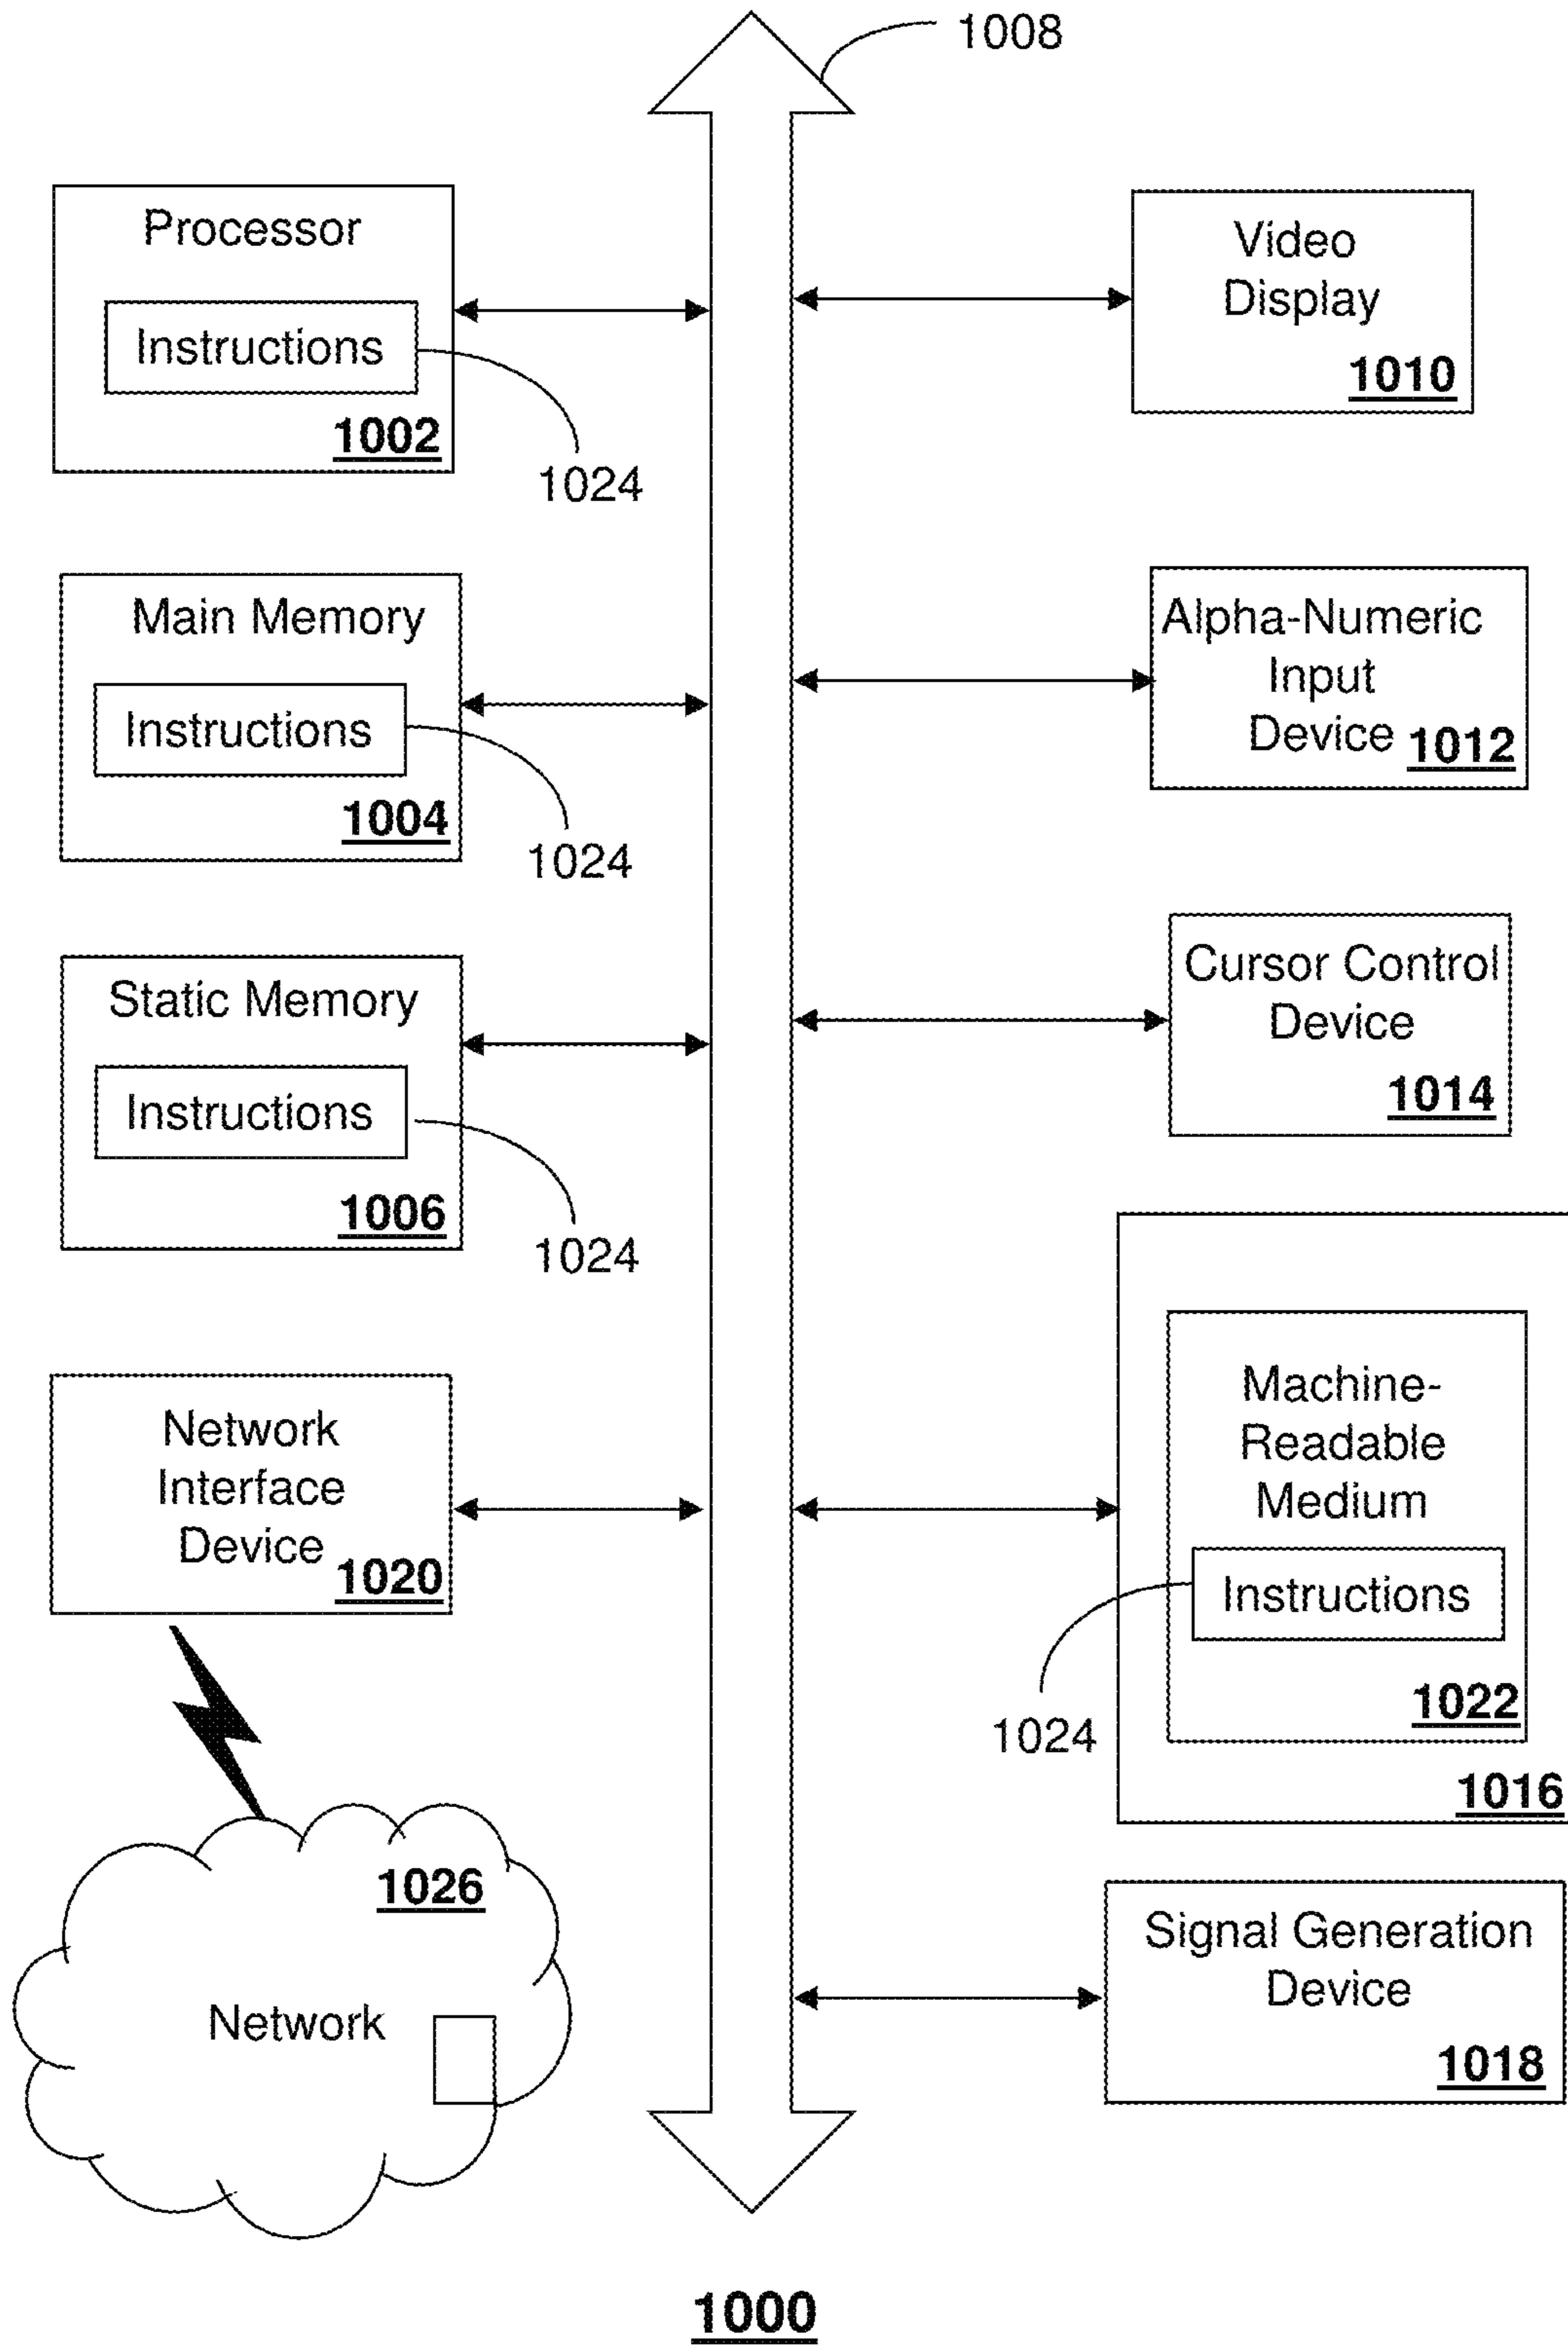 1008
Processor
Instructions
1002
1024
Main Memory
Instructions
1004
1024
Static Memory
Instructions
1006
1024
Network
Interface
Device
1020
1026
Network
Video
Display
1010
Alpha-Numeric
Input
Device
1012
Cursor Control
Device
1014
Machine-
Readable
Medium
Instructions
1024
1022
1016
Signal Generation
Device
1018
1000